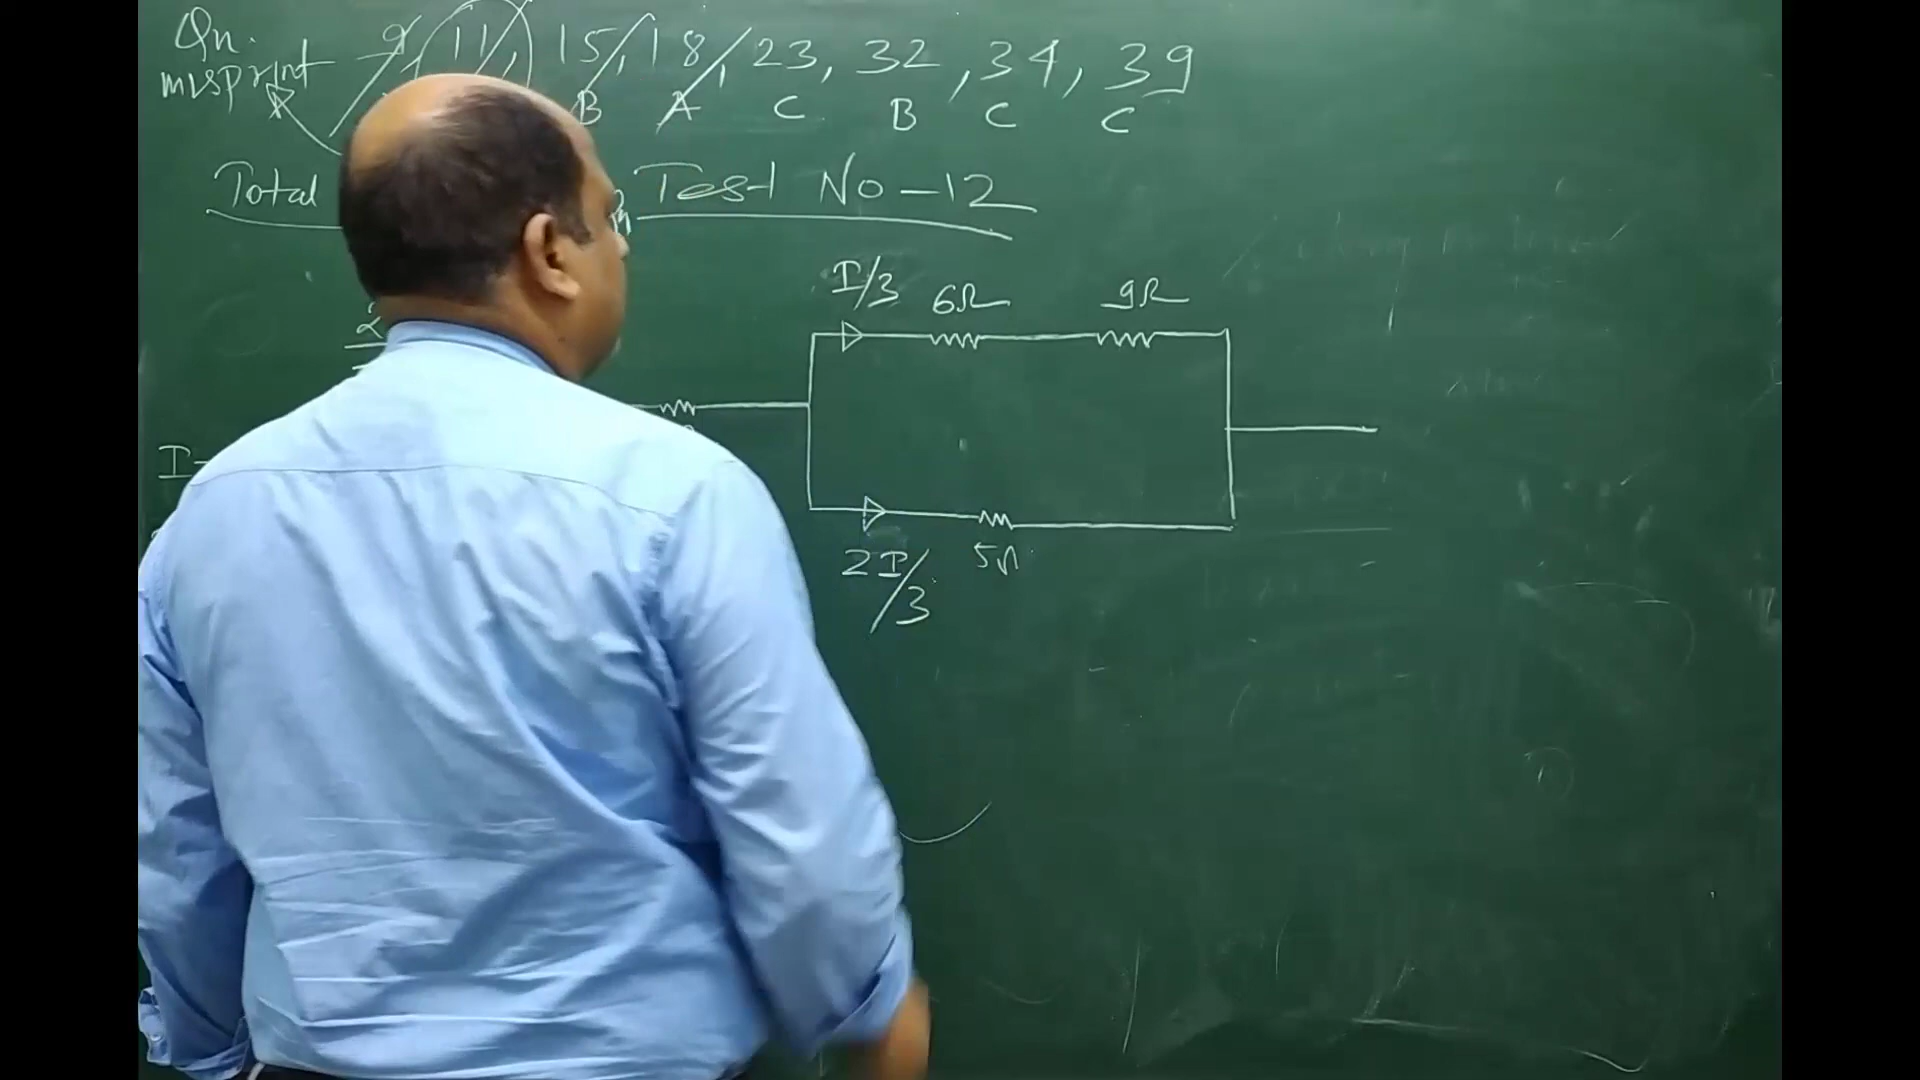 Qn. 9, 11, 15, 18, 23, 32, 34, 39
misprint B A C B C C
Total Test No-12
I/3 6Ω 9Ω
2
I
2I/3 5Ω